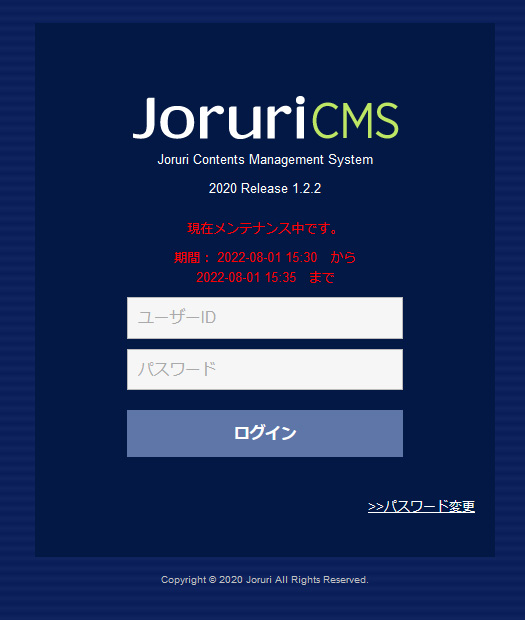 JoruriCMS
Joruri Contents Management System
2020 Release 1.2.2
現在メンテナンス中です。
期間： 2022-08-01 15:30　から
2022-08-01 15:35　まで
ユーザーID
パスワード
ログイン
>>パスワード変更
Copyright © 2020 Joruri All Rights Reserved.